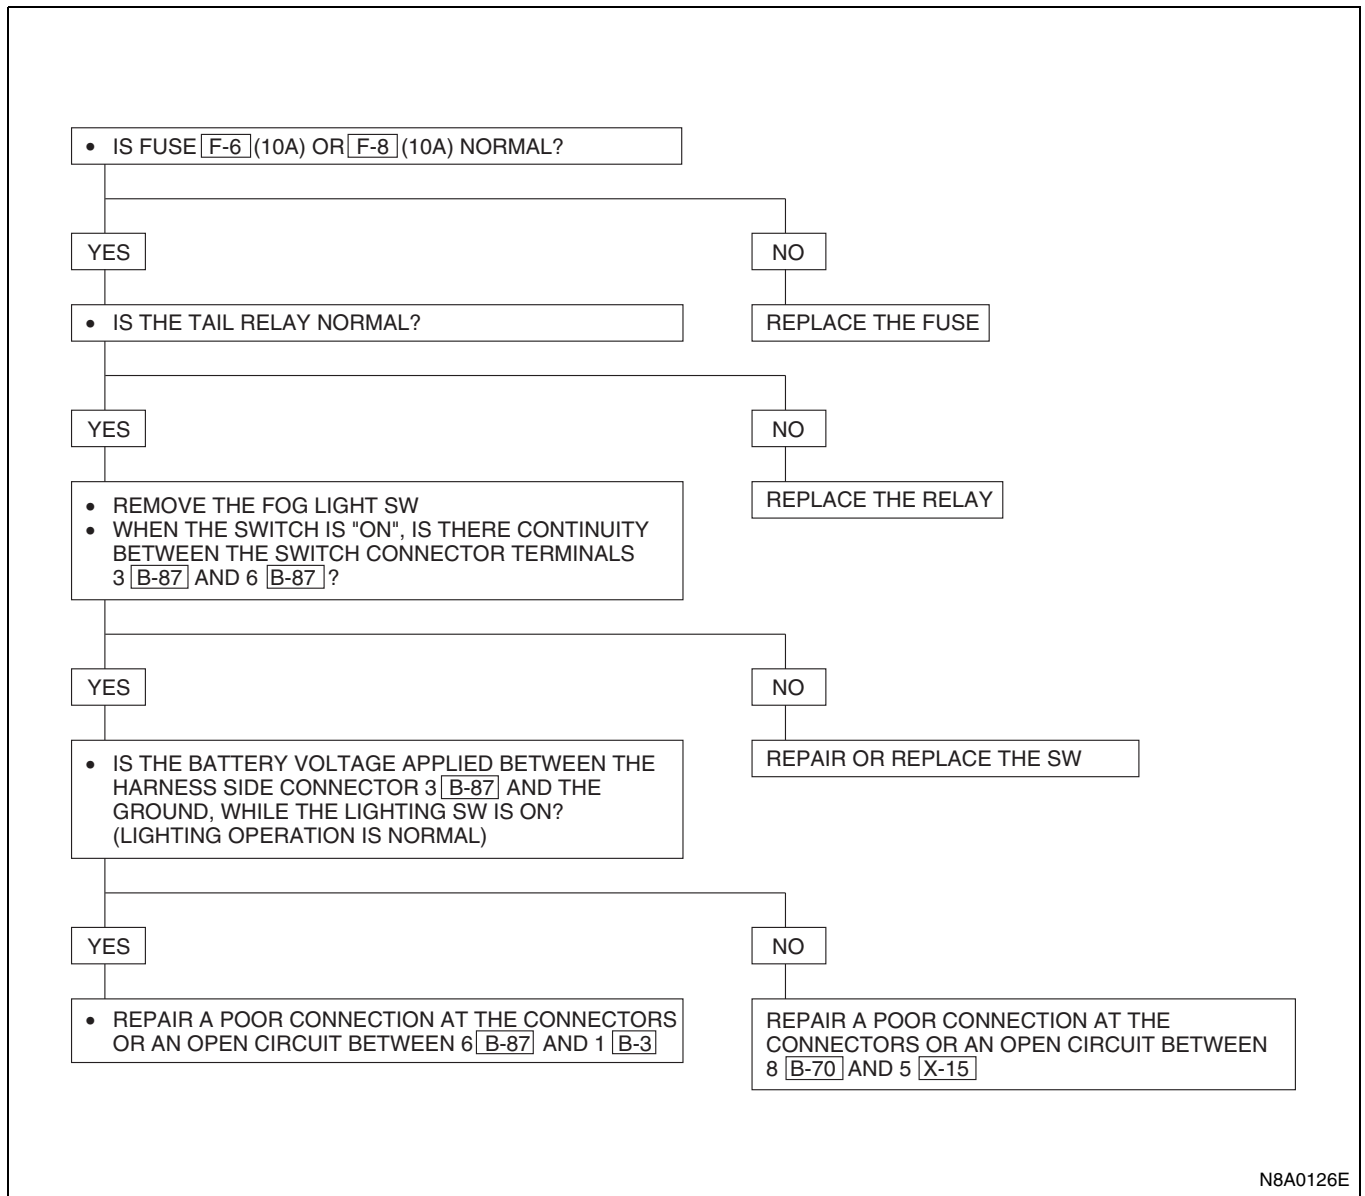 • IS FUSE F-6 (10A) OR F-8 (10A) NORMAL?
YES
NO
• IS THE TAIL RELAY NORMAL?
REPLACE THE FUSE
YES
NO
• REMOVE THE FOG LIGHT SW
• WHEN THE SWITCH IS "ON", IS THERE CONTINUITY
BETWEEN THE SWITCH CONNECTOR TERMINALS
3 B-87 AND 6 B-87 ?
REPLACE THE RELAY
YES
NO
• IS THE BATTERY VOLTAGE APPLIED BETWEEN THE
HARNESS SIDE CONNECTOR 3 B-87 AND THE
GROUND, WHILE THE LIGHTING SW IS ON?
(LIGHTING OPERATION IS NORMAL)
REPAIR OR REPLACE THE SW
YES
NO
• REPAIR A POOR CONNECTION AT THE CONNECTORS
OR AN OPEN CIRCUIT BETWEEN 6 B-87 AND 1 B-3
REPAIR A POOR CONNECTION AT THE
CONNECTORS OR AN OPEN CIRCUIT BETWEEN
8 B-70 AND 5 X-15
N8A0126E